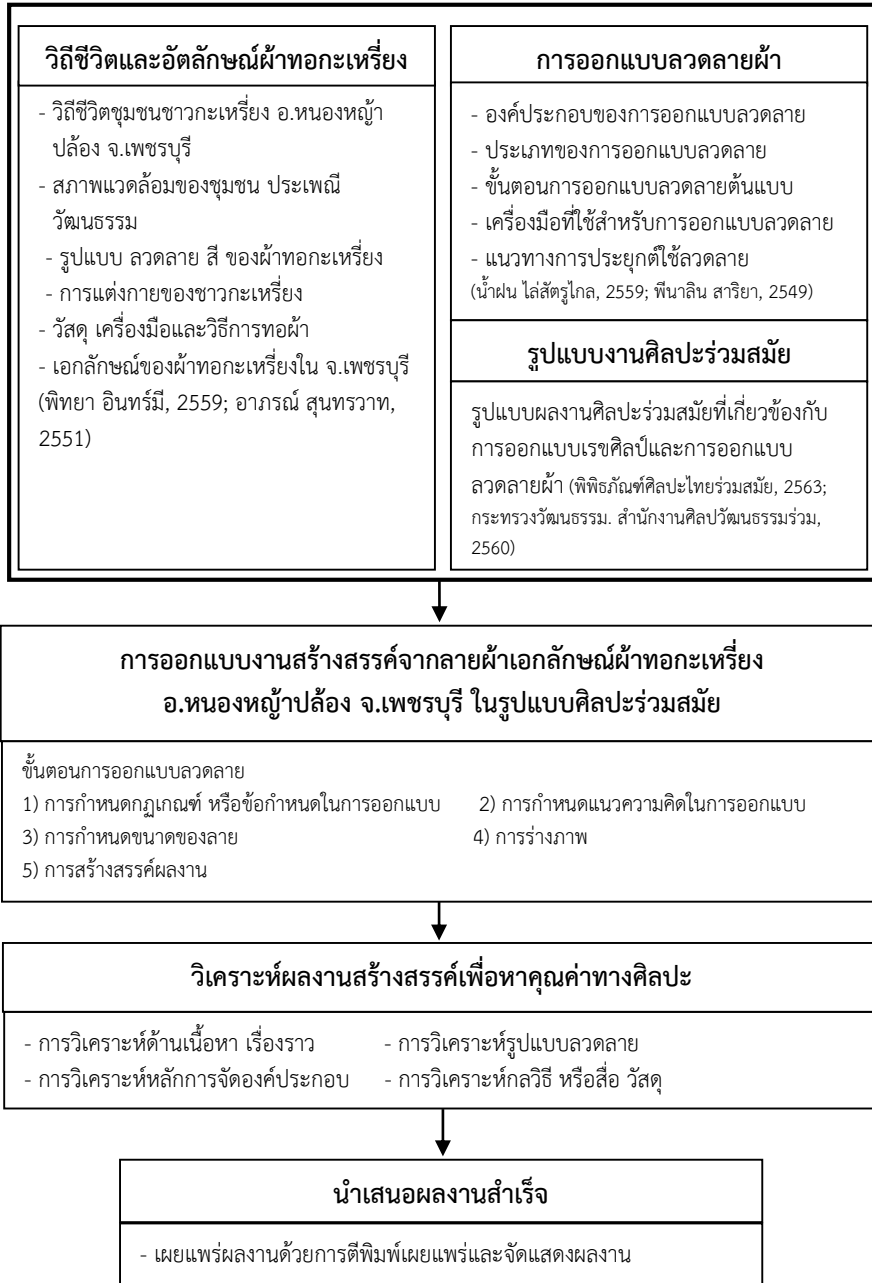 วิถีชีวิตและอัตลักษณ์ผ้าทอกะเหรี่ยง
- วิถีชีวิตชุมชนชาวกะเหรี่ยง อ.หนองหญ้า
ปล้อง จ.เพชรบุรี
- สภาพแวดล้อมของชุมชน ประเพณี
วัฒนธรรม
- รูปแบบ ลวดลาย สี ของผ้าทอกะเหรี่ยง
- การแต่งกายของชาวกะเหรี่ยง
- วัสดุ เครื่องมือและวิธีการทอผ้า
- เอกลักษณ์ของผ้าทอกะเหรี่ยงใน จ.เพชรบุรี
(พิทยา อินทร์มี, 2559; อาภรณ์ สุนทรวาท,
2551)
การออกแบบลวดลายผ้า
- องค์ประกอบของการออกแบบลวดลาย
- ประเภทของการออกแบบลวดลาย
- ขั้นตอนการออกแบบลวดลายต้นแบบ
- เครื่องมือที่ใช้สำหรับการออกแบบลวดลาย
- แนวทางการประยุกต์ใช้ลวดลาย
(น้ำฝน ไล่สัตรูไกล, 2559; พีนาลิน สาริยา, 2549)
รูปแบบงานศิลปะร่วมสมัย
รูปแบบผลงานศิลปะร่วมสมัยที่เกี่ยวข้องกับ
การออกแบบเรขศิลป์และการออกแบบ
ลวดลายผ้า (พิพิธภัณฑ์ศิลปะไทยร่วมสมัย, 2563;
กระทรวงวัฒนธรรม. สำนักงานศิลปวัฒนธรรมร่วม,
2560)
การออกแบบงานสร้างสรรค์จากลายผ้าเอกลักษณ์ผ้าทอกะเหรี่ยง
อ.หนองหญ้าปล้อง จ.เพชรบุรี ในรูปแบบศิลปะร่วมสมัย
ขั้นตอนการออกแบบลวดลาย
1) การกำหนดกฏเกณฑ์ หรือข้อกำหนดในการออกแบบ 2) การกำหนดแนวความคิดในการออกแบบ
3) การกำหนดขนาดของลาย 4) การร่างภาพ
5) การสร้างสรรค์ผลงาน
วิเคราะห์ผลงานสร้างสรรค์เพื่อหาคุณค่าทางศิลปะ
- การวิเคราะห์ด้านเนื้อหา เรื่องราว - การวิเคราะห์รูปแบบลวดลาย
- การวิเคราะห์หลักการจัดองค์ประกอบ - การวิเคราะห์กลวิธี หรือสื่อ วัสดุ
นำเสนอผลงานสำเร็จ
- เผยแพร่ผลงานด้วยการตีพิมพ์เผยแพร่และจัดแสดงผลงาน